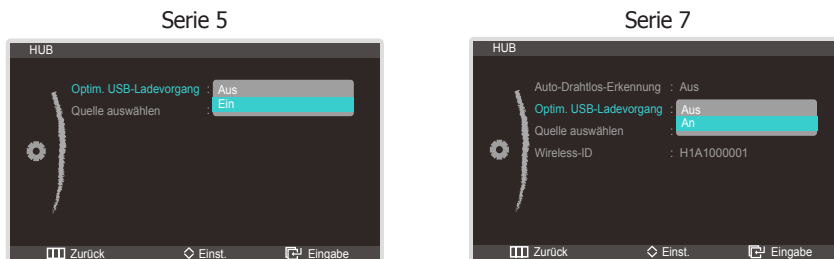 Serie 5
HUB
Optim. USB-Ladevorgang : Aus
Ein
Quelle auswählen :
Zurück Einst. Eingabe
Serie 7
HUB
Auto-Drahtlos-Erkennung : Aus
Optim. USB-Ladevorgang : Aus
An
Quelle auswählen :
Wireless-ID : H1A1000001
Zurück Einst. Eingabe